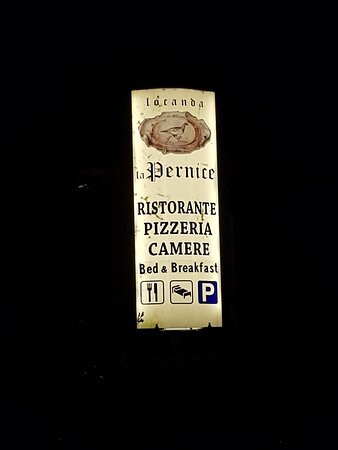 locanda
la Pernice
RISTORANTE
PIZZERIA
CAMERE
Bed & Breakfast
P